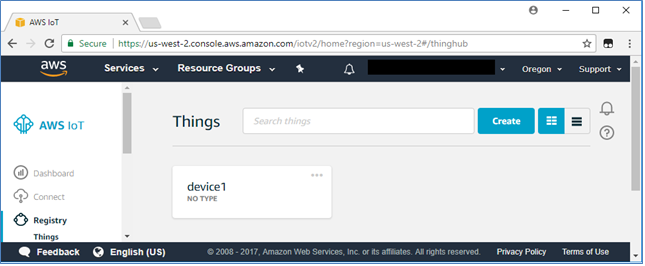 AWS IoT
Secure https://us-west-2.console.aws.amazon.com/iotv2/home?region=us-west-2#/thinghub
aws Services Resource Groups Oregon Support
AWS IoT
Things Search things Create
Dashboard
device1
NO TYPE
Connect
Registry
Things
Feedback English (US) © 2008 - 2017, Amazon Web Services, Inc. or its affiliates. All rights reserved. Privacy Policy Terms of Use